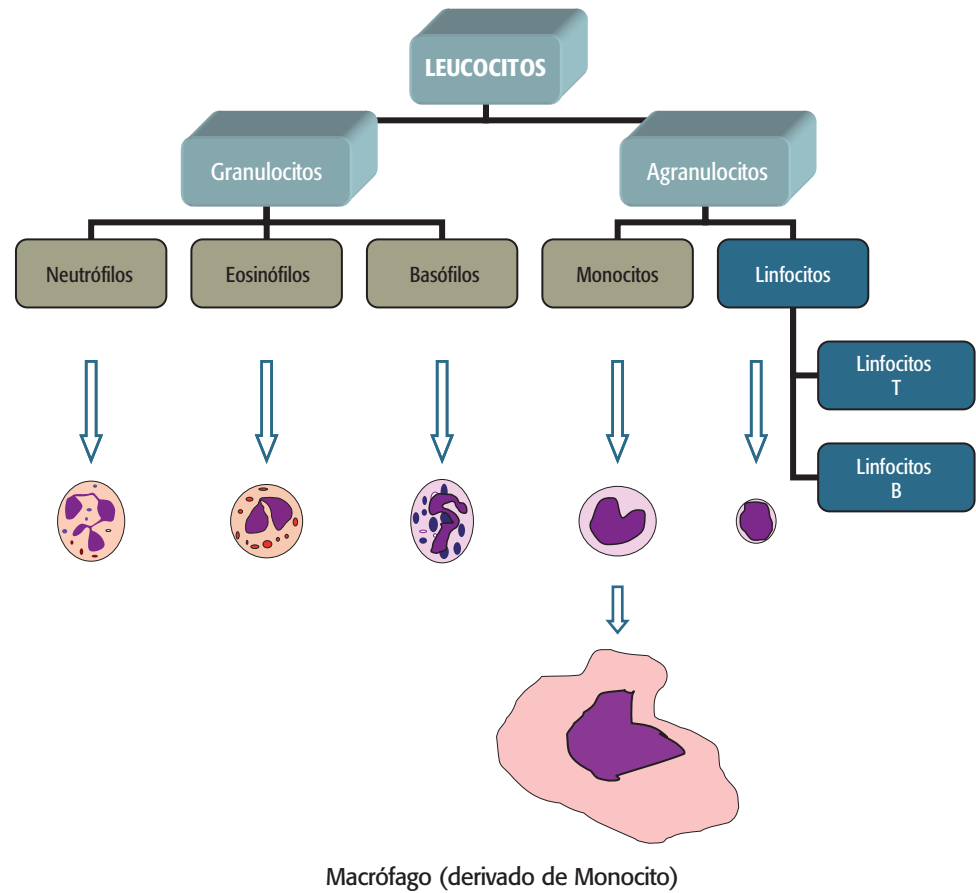 LEUCOCITOS
Granulocitos
Agranulocitos
Neutrófilos
Eosinófilos
Basófilos
Monocitos
Linfocitos
Linfocitos
T
Linfocitos
B
Macrófago (derivado de Monocito)